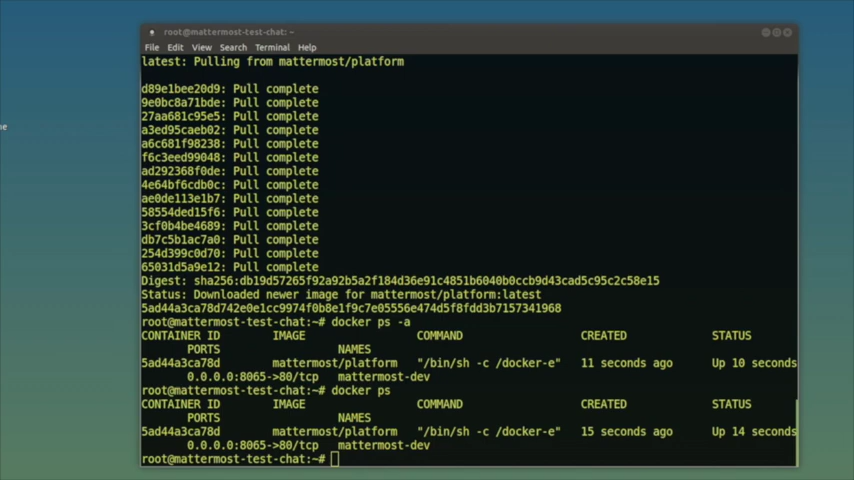 root@mattermost-test-chat: ~
File Edit View Search Terminal Help
latest: Pulling from mattermost/platform
d89e1bee20d9: Pull complete
9e0bc8a71bde: Pull complete
27aa681c95e5: Pull complete
a3ed95caeb02: Pull complete
a6c681f98238: Pull complete
f6c3eed99048: Pull complete
ad292368f0de: Pull complete
4e64bf6cdb0c: Pull complete
ae0de113e1b7: Pull complete
58554ded15f6: Pull complete
3cf0b4be4689: Pull complete
db7c5b1ac7a0: Pull complete
254d399c0d70: Pull complete
65031d5a9e12: Pull complete
Digest: sha256:db19d57265f92a92b5a2f184d36e91c4851b6040b0ccb9d43cad5c95c2c58e15
Status: Downloaded newer image for mattermost/platform:latest
5ad44a3ca78d742e0e1cc9974f0b8e1f9c7e05556e474d5f8fdd3b7157341968
root@mattermost-test-chat:~# docker ps -a
CONTAINER ID IMAGE COMMAND CREATED STATUS
PORTS NAMES
5ad44a3ca78d mattermost/platform "/bin/sh -c /docker-e" 11 seconds ago Up 10 seconds
0.0.0.0:8065->80/tcp mattermost-dev
root@mattermost-test-chat:~# docker ps
CONTAINER ID IMAGE COMMAND CREATED STATUS
PORTS NAMES
5ad44a3ca78d mattermost/platform "/bin/sh -c /docker-e" 15 seconds ago Up 14 seconds
0.0.0.0:8065->80/tcp mattermost-dev
root@mattermost-test-chat:~#